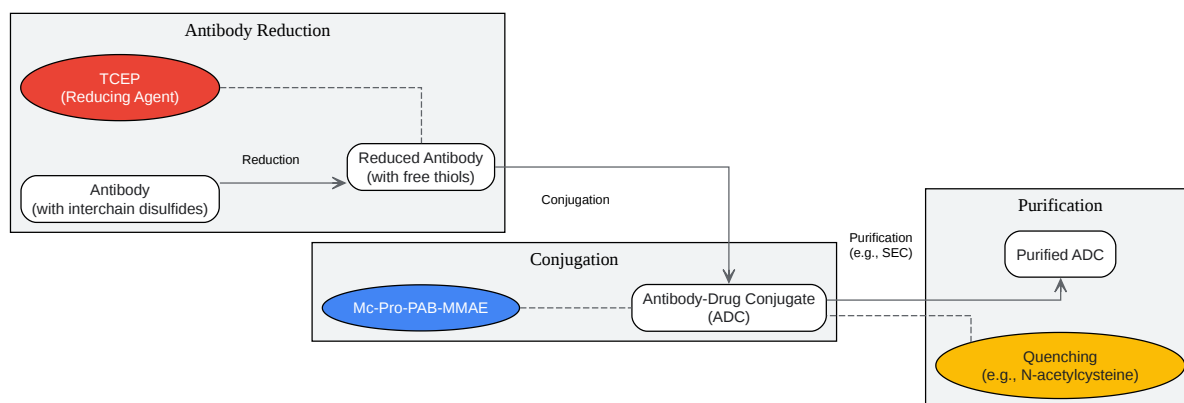 Antibody Reduction
TCEP
(Reducing Agent)
Reduction
Reduced Antibody
(with free thiols)
Antibody
(with interchain disulfides)
Conjugation
Conjugation
Mc-Pro-PAB-MMAE
Antibody-Drug Conjugate
(ADC)
Purification
(e.g., SEC)
Purification
Purified ADC
Quenching
(e.g., N-acetylcysteine)